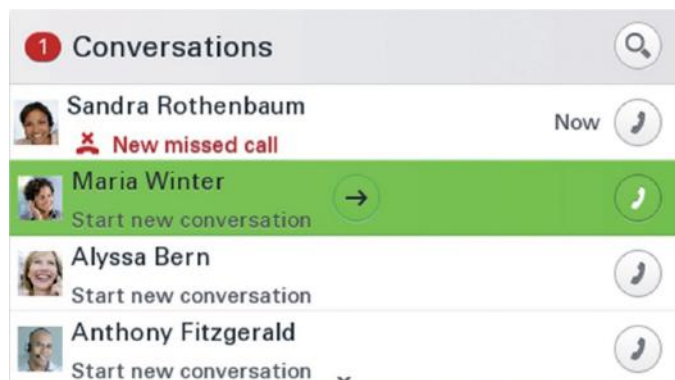 1 Conversations
Sandra Rothenbaum
Now
New missed call
Maria Winter
Start new conversation
Alyssa Bern
Start new conversation
Anthony Fitzgerald
Start new conversation